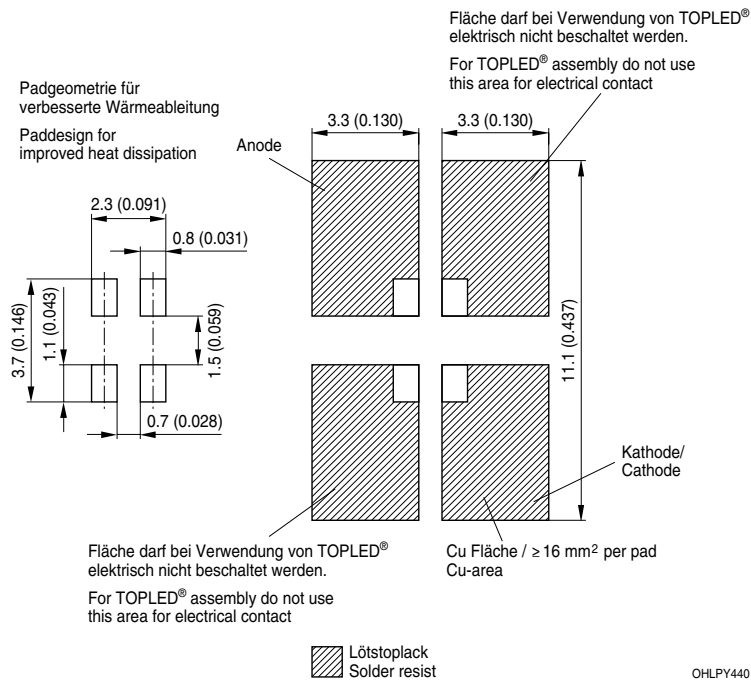 Fläche darf bei Verwendung von TOPLED®
elektrisch nicht beschaltet werden.
For TOPLED® assembly do not use
this area for electrical contact
Padgeometrie für
verbesserte Wärmeableitung
Paddesign for
improved heat dissipation
Anode
3.3 (0.130)
3.3 (0.130)
2.3 (0.091)
0.8 (0.031)
3.7 (0.146)
1.1 (0.043)
1.5 (0.059)
0.7 (0.028)
11.1 (0.437)
Kathode/
Cathode
Fläche darf bei Verwendung von TOPLED®
elektrisch nicht beschaltet werden.
For TOPLED® assembly do not use
this area for electrical contact
Cu Fläche / ≥ 16 mm² per pad
Cu-area
Lötstoplack
Solder resist
OHLPY440